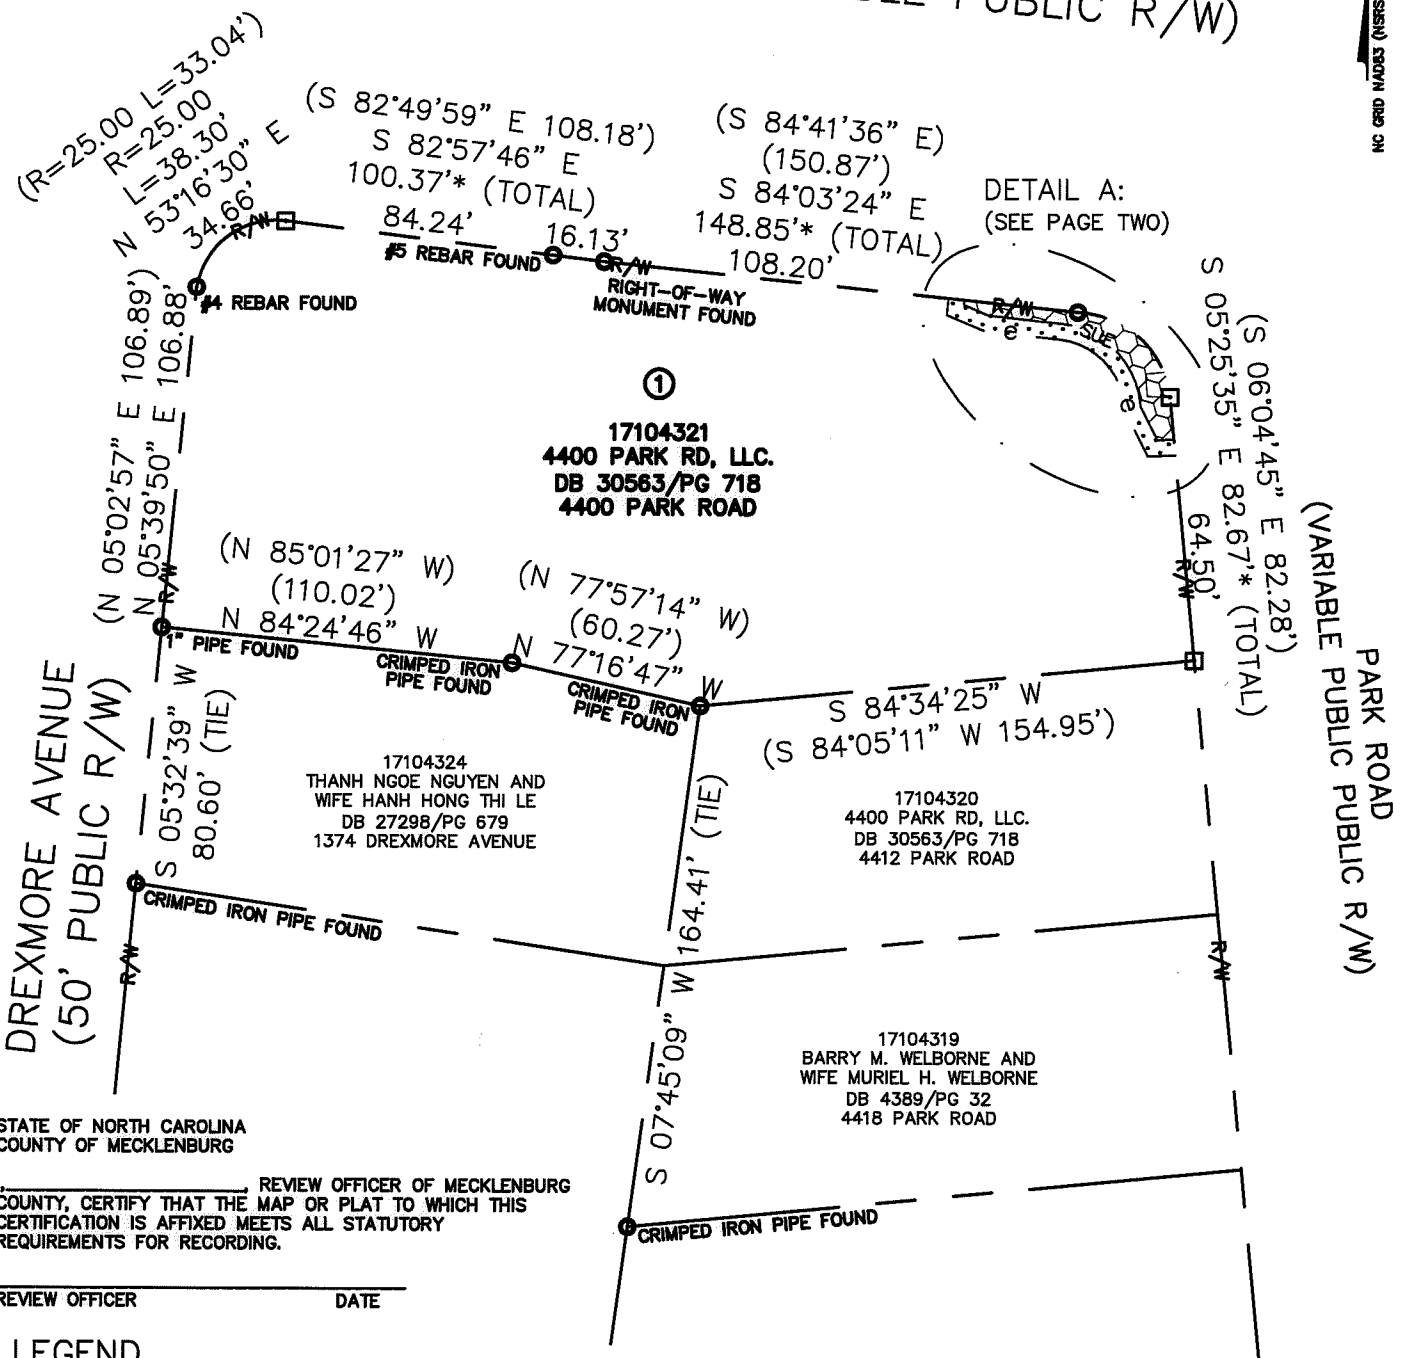 PUBLIC R/W)
NC GRID NAD83 (NSRS
(R=25.00 L=33.04')
R=25.00
L=38.30'
N 53°16'30" E
34.66'
R/W
(S 82°49'59" E 108.18')
S 82°57'46" E
100.37'* (TOTAL)
84.24'
16.13'
#5 REBAR FOUND
R/W
RIGHT-OF-WAY
MONUMENT FOUND
(S 84°41'36" E)
(150.87')
S 84°03'24" E
148.85'* (TOTAL)
108.20'
DETAIL A:
(SEE PAGE TWO)
R/W
SUE
e
e
#4 REBAR FOUND
(N 05°02'57" E 106.89')
N 05°39'50" E 106.88'
R/W
1
17104321
4400 PARK RD, LLC.
DB 30563/PG 718
4400 PARK ROAD
(S 06°04'45" E 82.28')
S 05°25'35" E 82.67'* (TOTAL)
64.50'
R/W
PARK ROAD
(VARIABLE PUBLIC PUBLIC R/W)
(N 85°01'27" W)
(110.02')
N 84°24'46" W
1" PIPE FOUND
CRIMPED IRON
PIPE FOUND
(N 77°57'14" W)
(60.27')
N 77°16'47" W
CRIMPED IRON
PIPE FOUND
S 84°34'25" W
(S 84°05'11" W 154.95')
DREXMORE AVENUE
(50' PUBLIC R/W)
S 05°32'39" W
80.60' (TIE)
17104324
THANH NGOE NGUYEN AND
WIFE HANH HONG THI LE
DB 27298/PG 679
1374 DREXMORE AVENUE
17104320
4400 PARK RD, LLC.
DB 30563/PG 718
4412 PARK ROAD
S 07°45'09" W 164.41' (TIE)
CRIMPED IRON PIPE FOUND
R/W
R/W
17104319
BARRY M. WELBORNE AND
WIFE MURIEL H. WELBORNE
DB 4389/PG 32
4418 PARK ROAD
CRIMPED IRON PIPE FOUND
STATE OF NORTH CAROLINA
COUNTY OF MECKLENBURG
, REVIEW OFFICER OF MECKLENBURG
COUNTY, CERTIFY THAT THE MAP OR PLAT TO WHICH THIS
CERTIFICATION IS AFFIXED MEETS ALL STATUTORY
REQUIREMENTS FOR RECORDING.
REVIEW OFFICER DATE
LEGEND